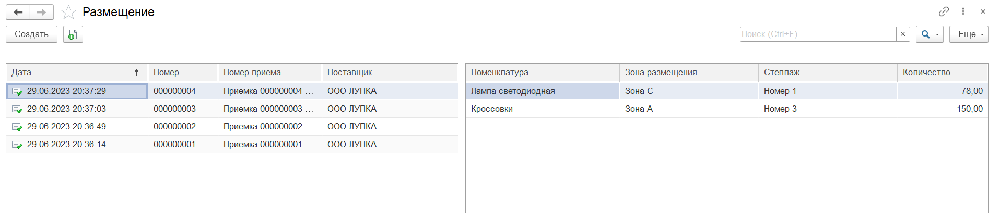 Размещение
Создать
Поиск (Ctrl+F)
Еще
Дата Номер Номер приема Поставщик
29.06.2023 20:37:29 000000004 Приемка 000000004 ... ООО ЛУПКА
29.06.2023 20:37:03 000000003 Приемка 000000003 ... ООО ЛУПКА
29.06.2023 20:36:49 000000002 Приемка 000000002 ... ООО ЛУПКА
29.06.2023 20:36:14 000000001 Приемка 000000001 ... ООО ЛУПКА
Номенклатура Зона размещения Стеллаж Количество
Лампа светодиодная Зона С Номер 1 78,00
Кроссовки Зона А Номер 3 150,00